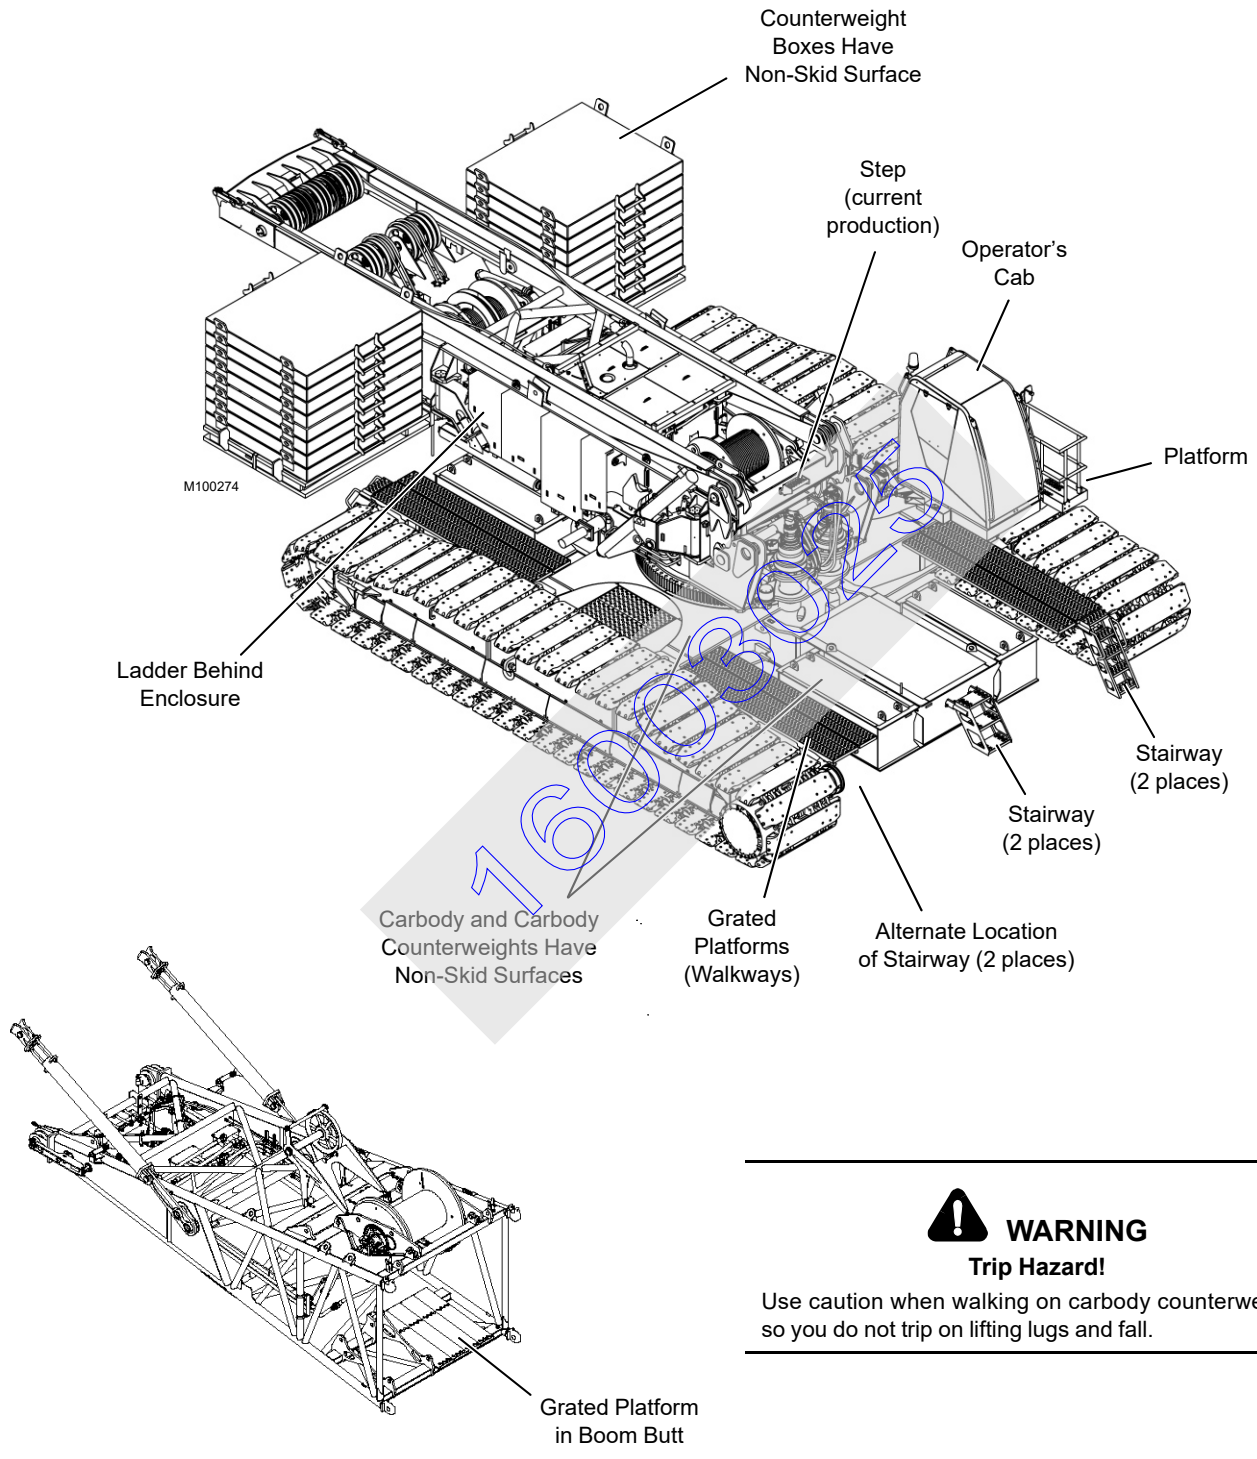 Counterweight
Boxes Have
Non-Skid Surface
Step
(current
production)
Operator’s
Cab
Platform
M100274
Ladder Behind
Enclosure
Stairway
(2 places)
Stairway
(2 places)
Alternate Location
of Stairway (2 places)
Grated
Platforms
(Walkways)
Carbody and Carbody
Counterweights Have
Non-Skid Surfaces
16003025
WARNING
Trip Hazard!
Use caution when walking on carbody counterwe
so you do not trip on lifting lugs and fall.
Grated Platform
in Boom Butt